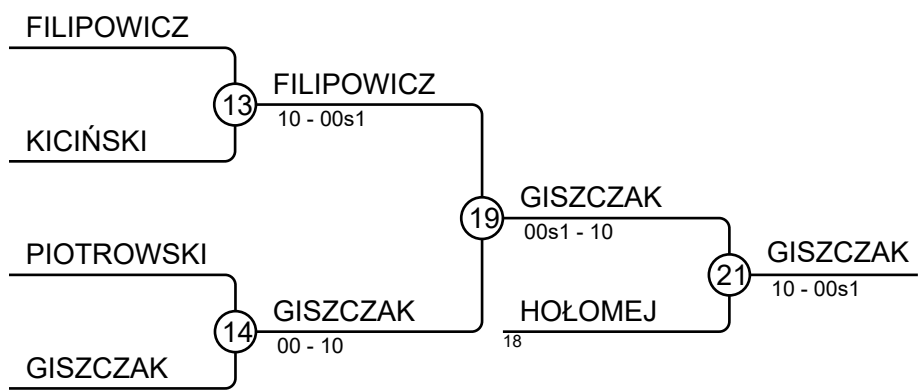 FILIPOWICZ
13
FILIPOWICZ
10 - 00s1
KICIŃSKI
19
GISZCZAK
00s1 - 10
PIOTROWSKI
21
GISZCZAK
10 - 00s1
14
GISZCZAK
00 - 10
HOŁOMEJ
18
GISZCZAK